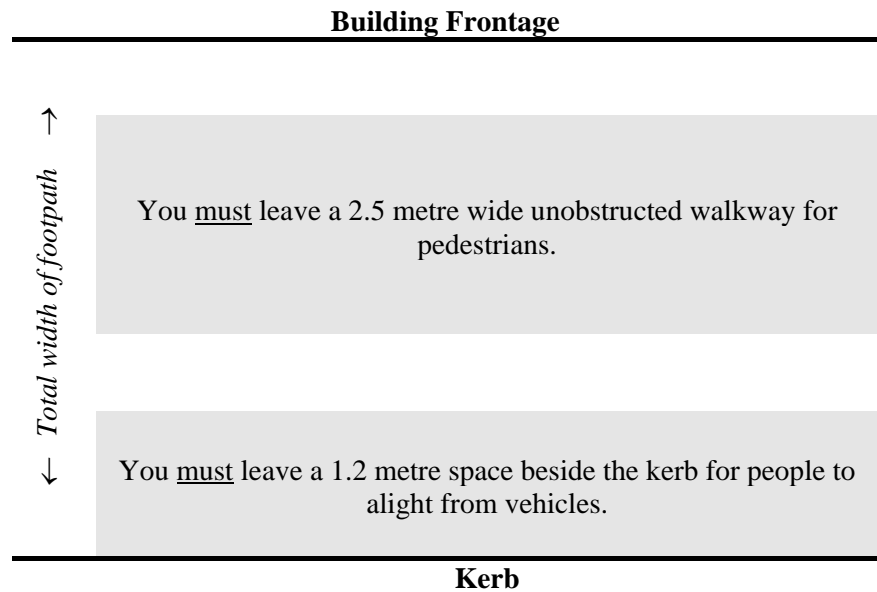 Building Frontage
← Total width of footpath →
You must leave a 2.5 metre wide unobstructed walkway for
pedestrians.
You must leave a 1.2 metre space beside the kerb for people to
alight from vehicles.
Kerb